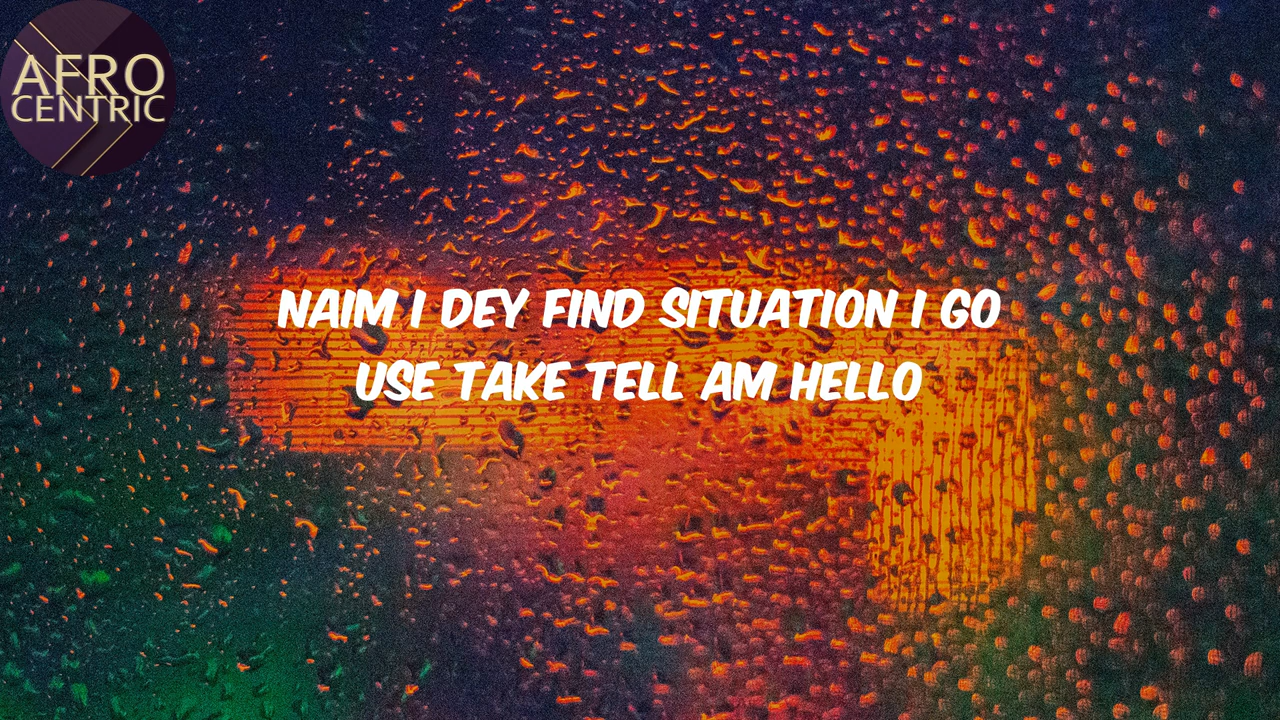 AFRO
CENTRIC
NAIM I DEY FIND SITUATION I GO
USE TAKE TELL AM HELLO